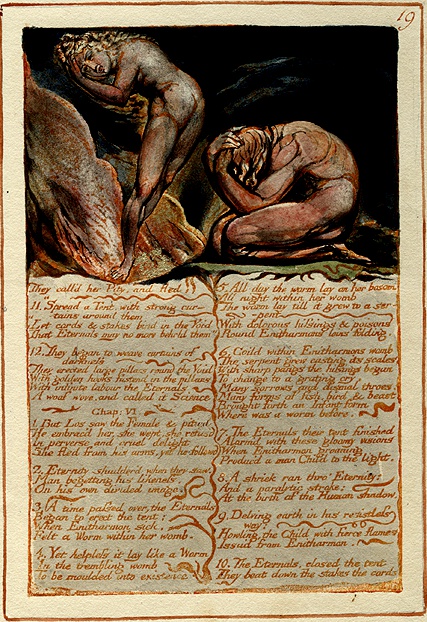 19
They call'd her Pity, and fled
11. Spread a Tent, with strong cur-
tains around them
Let cords & stakes bind in the Void
That Eternals may no more behold them
12. They began to weave curtains of
darkness
They erected large pillars round the Void
With golden hooks fastend in the pillars
With infinite labour the Eternals
A woof wove, and called it Science
Chap: VI
1. But Los saw the Female & pitied
He embrac'd her, she wept, she refus'd
In perverse and cruel delight
She fled from his arms, yet he followd
2. Eternity shudder'd when they saw,
Man begetting his likeness,
On his own divided image.
3. A time passed over, the Eternals
Began to erect the tent;
When Enitharmon sick,
Felt a Worm within her womb.
4. Yet helpless it lay like a Worm
In the trembling womb
To be moulded into existence
5. All day the worm lay on her bosom
All night within her womb
The worm lay till it grew to a ser-
pent
With dolorous hissings & poisons
Round Enitharmons loins folding,
6. Coild within Enitharmons womb
The serpent grew casting its scales,
With sharp pangs the hissings began
To change to a grating cry,
Many sorrows and dismal throes,
Many forms of fish, bird & beast,
Brought forth an Infant form
Where was a worm before.
7. The Eternals their tent finished
Alarm'd with these gloomy visions
When Enitharmon groaning
Produc'd a man Child to the light.
8. A shriek ran thro' Eternity:
And a paralytic stroke;
At the birth of the Human shadow.
9. Delving earth in his resistless
way;
Howling, the Child with fierce flames
Issu'd from Enitharmon.
10. The Eternals, closed the tent
They beat down the stakes the cords